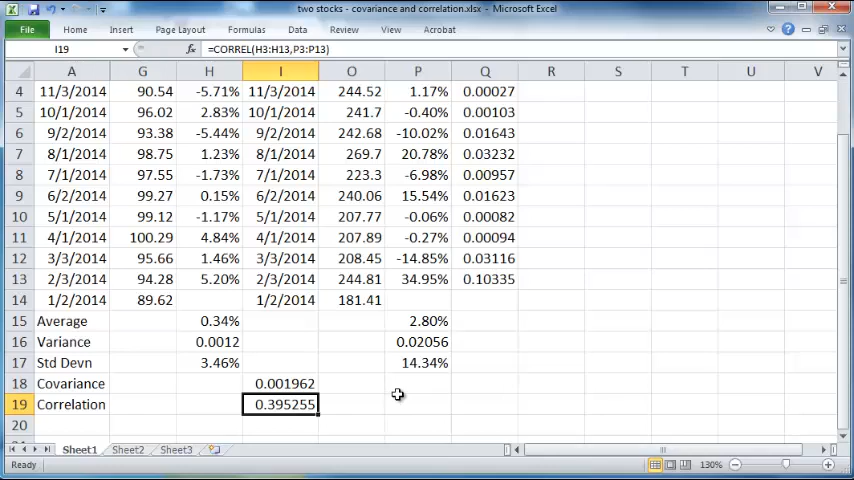 two stocks - covariance and correlation.xlsx - Microsoft Excel
File Home Insert Page Layout Formulas Data Review View Acrobat
I19 fx =CORREL(H3:H13,P3:P13)
A G H I O P Q R S T U V
4 11/3/2014 90.54 -5.71% 11/3/2014 244.52 1.17% 0.00027
5 10/1/2014 96.02 2.83% 10/1/2014 241.7 -0.40% 0.00103
6 9/2/2014 93.38 -5.44% 9/2/2014 242.68 -10.02% 0.01643
7 8/1/2014 98.75 1.23% 8/1/2014 269.7 20.78% 0.03232
8 7/1/2014 97.55 -1.73% 7/1/2014 223.3 -6.98% 0.00957
9 6/2/2014 99.27 0.15% 6/2/2014 240.06 15.54% 0.01623
10 5/1/2014 99.12 -1.17% 5/1/2014 207.77 -0.06% 0.00082
11 4/1/2014 100.29 4.84% 4/1/2014 207.89 -0.27% 0.00094
12 3/3/2014 95.66 1.46% 3/3/2014 208.45 -14.85% 0.03116
13 2/3/2014 94.28 5.20% 2/3/2014 244.81 34.95% 0.10335
14 1/2/2014 89.62 1/2/2014 181.41
15 Average 0.34% 2.80%
16 Variance 0.0012 0.02056
17 Std Devn 3.46% 14.34%
18 Covariance 0.001962
19 Correlation 0.395255
20
Sheet1 Sheet2 Sheet3
Ready 130%